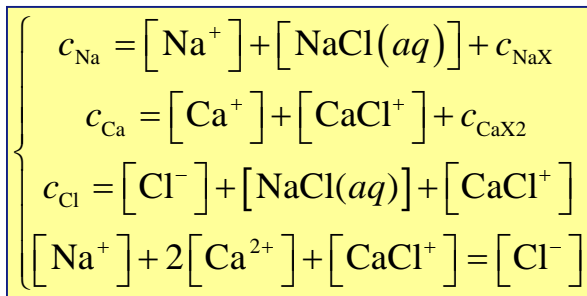 c_Na = [Na⁺] + [NaCl(aq)] + c_NaX
c_Ca = [Ca⁺] + [CaCl⁺] + c_CaX2
c_Cl = [Cl⁻] + [NaCl(aq)] + [CaCl⁺]
[Na⁺] + 2[Ca²⁺] + [CaCl⁺] = [Cl⁻]